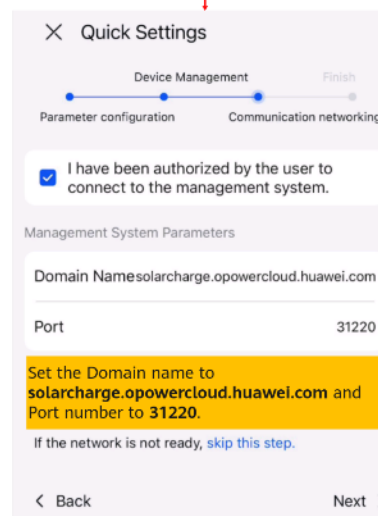 Quick Settings
Device Management
Finish
Parameter configuration
Communication networking
I have been authorized by the user to
connect to the management system.
Management System Parameters
Domain Name solarcharge.opowercloud.huawei.com
Port 31220
Set the Domain name to
solarcharge.opowercloud.huawei.com and
Port number to 31220.
If the network is not ready, skip this step.
< Back
Next